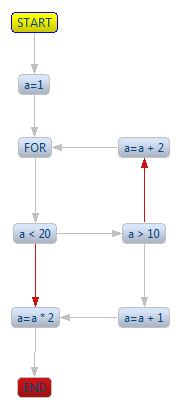 START
a=1
FOR
a=a + 2
a < 20
a > 10
a=a * 2
a=a + 1
END